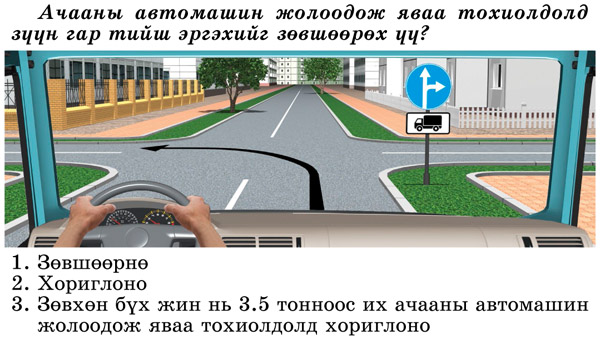 Ачааны автомашин жолоодож яваа тохиолдолд
зүүн гар тийш эргэхийг зөвшөөрөх үү?
1. Зөвшөөрнө
2. Хориглоно
3. Зөвхөн бүх жин нь 3.5 тонноос их ачааны автомашин
жолоодож яваа тохиолдолд хориглоно